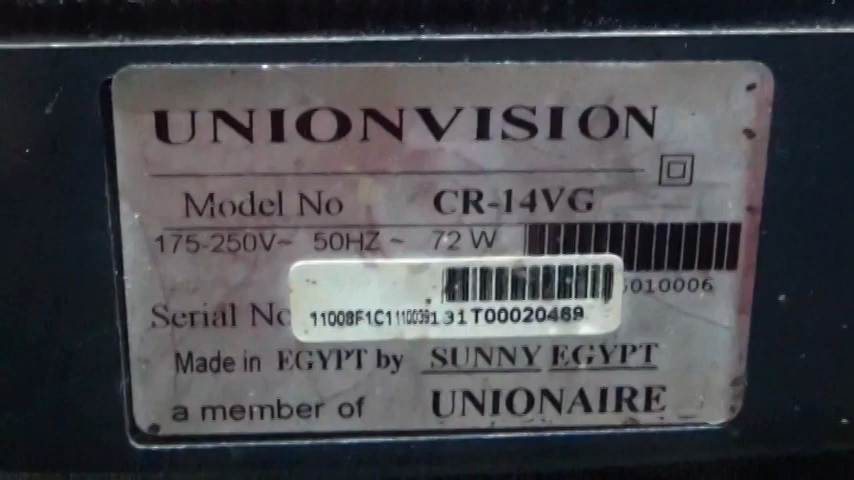 UNIONVISION
Model No CR-14VG
175-250V~ 50HZ ~ 72 W
5010006
Serial No
11008F1C1110039131T00020469
Made in EGYPT by SUNNY EGYPT
a member of UNIONAIRE